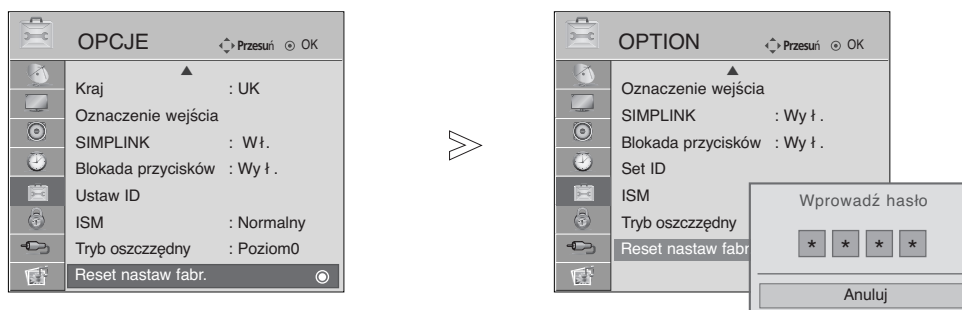 OPCJE Przesuń OK
Kraj : UK
Oznaczenie wejścia
SIMPLINK : Wł.
Blokada przycisków : Wy ł .
Ustaw ID
ISM : Normalny
Tryb oszczędny : Poziom0
Reset nastaw fabr.
OPTION Przesuń OK
Oznaczenie wejścia
SIMPLINK : Wy ł .
Blokada przycisków : Wy ł .
Set ID
ISM
Tryb oszczędny
Reset nastaw fabr
Wprowadź hasło
* * * *
Anuluj